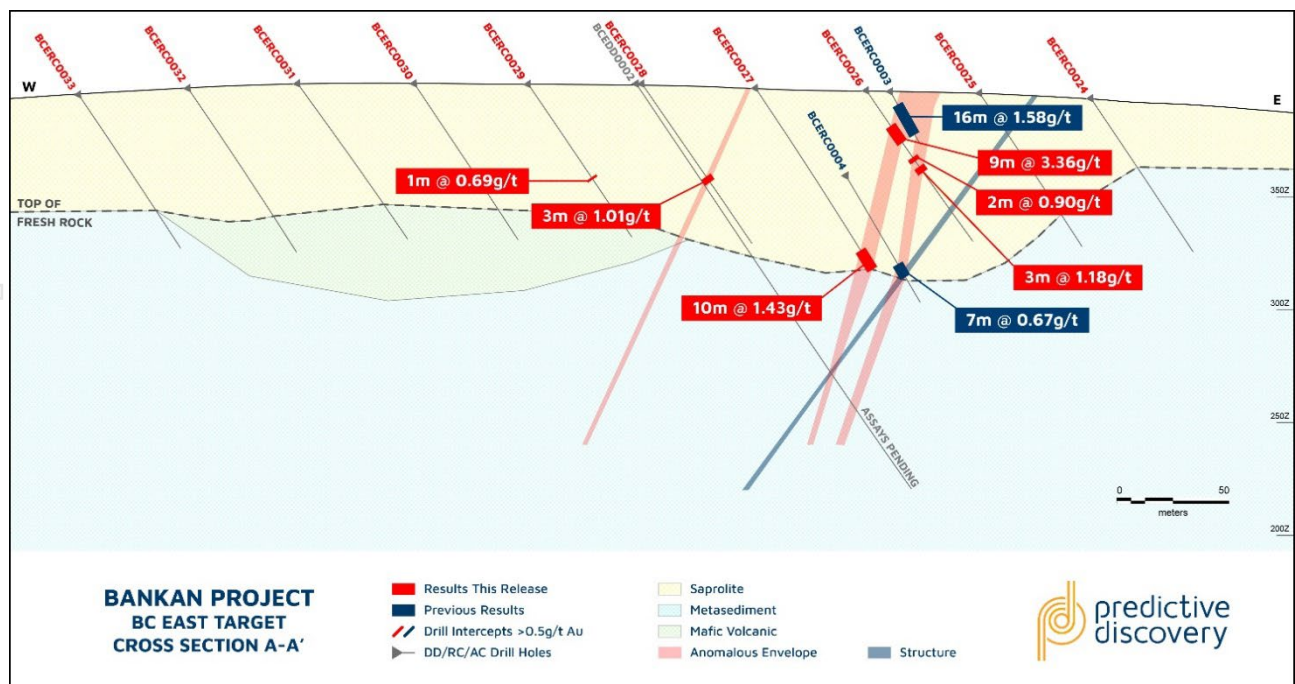 BCERC0033
BCERC0032
BCERC0031
BCERC0030
BCERC0029
BCEDD0002
BCERC0028
BCERC0027
BCERC0026
BCERC0003
BCERC0025
BCERC0024
W
E
16m @ 1.58g/t
BCERC0004
9m @ 3.36g/t
1m @ 0.69g/t
2m @ 0.90g/t
350Z
TOP OF
FRESH ROCK
3m @ 1.01g/t
3m @ 1.18g/t
10m @ 1.43g/t
300Z
7m @ 0.67g/t
250Z
ASSAYS PENDING
0 50
meters
200Z
BANKAN PROJECT
BC EAST TARGET
CROSS SECTION A-A'
Results This Release
Previous Results
Drill Intercepts >0.5g/t Au
DD/RC/AC Drill Holes
Saprolite
Metasediment
Mafic Volcanic
Anomalous Envelope
Structure
predictive
discovery